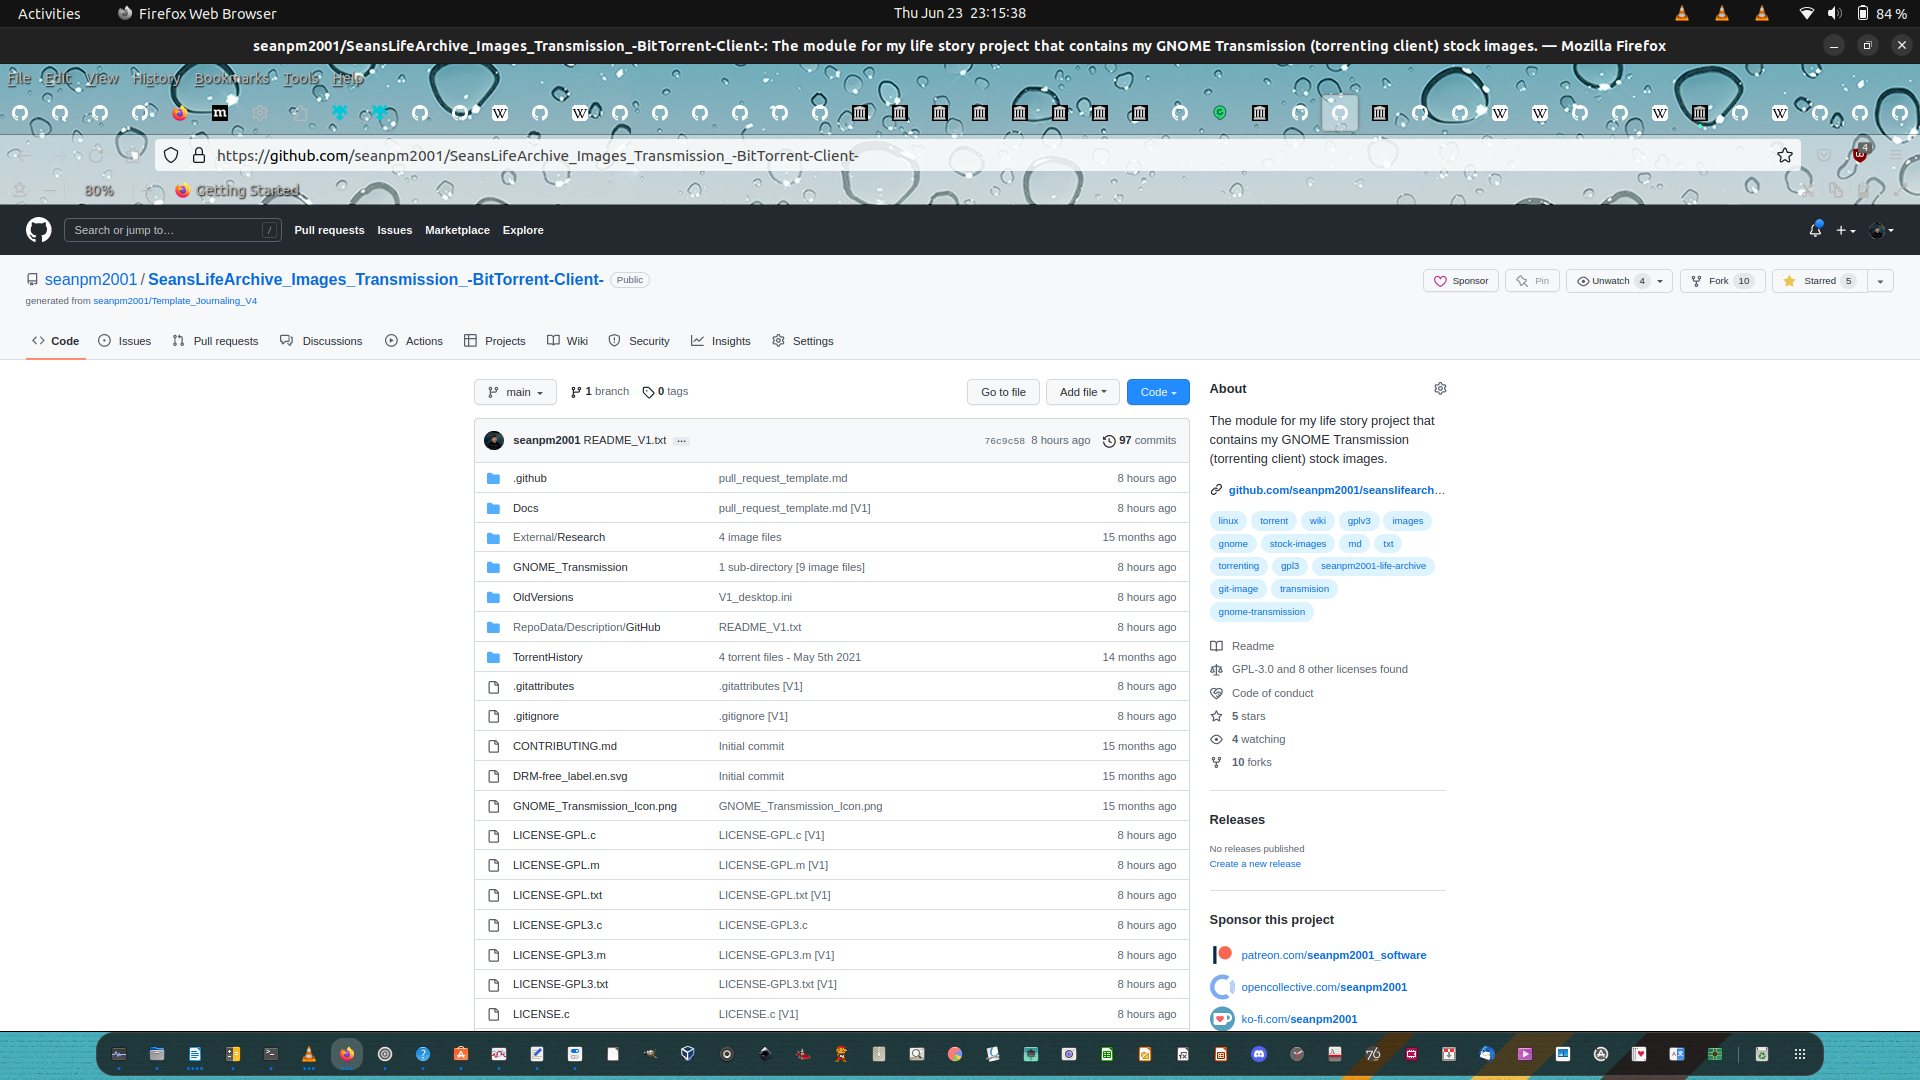 Activities
Firefox Web Browser
Thu Jun 23 23:15:38
84 %
seanpm2001/SeansLifeArchive_Images_Transmission_-BitTorrent-Client-: The module for my life story project that contains my GNOME Transmission (torrenting client) stock images. — Mozilla Firefox
File Edit View History Bookmarks Tools Help
https://github.com/seanpm2001/SeansLifeArchive_Images_Transmission_-BitTorrent-Client-
4
80%
Getting Started
Search or jump to…
/
Pull requests Issues Marketplace Explore
seanpm2001 / SeansLifeArchive_Images_Transmission_-BitTorrent-Client-
Public
Sponsor
Pin
Unwatch 4
Fork 10
Starred 5
generated from seanpm2001/Template_Journaling_V4
Code
Issues
Pull requests
Discussions
Actions
Projects
Wiki
Security
Insights
Settings
main
1 branch
0 tags
Go to file
Add file
Code
seanpm2001 README_V1.txt ...
76c9c58 8 hours ago
97 commits
.github pull_request_template.md 8 hours ago
Docs pull_request_template.md [V1] 8 hours ago
External/Research 4 image files 15 months ago
GNOME_Transmission 1 sub-directory [9 image files] 8 hours ago
OldVersions V1_desktop.ini 8 hours ago
RepoData/Description/GitHub README_V1.txt 8 hours ago
TorrentHistory 4 torrent files - May 5th 2021 14 months ago
.gitattributes .gitattributes [V1] 8 hours ago
.gitignore .gitignore [V1] 8 hours ago
CONTRIBUTING.md Initial commit 15 months ago
DRM-free_label.en.svg Initial commit 15 months ago
GNOME_Transmission_Icon.png GNOME_Transmission_Icon.png 15 months ago
LICENSE-GPL.c LICENSE-GPL.c [V1] 8 hours ago
LICENSE-GPL.m LICENSE-GPL.m [V1] 8 hours ago
LICENSE-GPL.txt LICENSE-GPL.txt [V1] 8 hours ago
LICENSE-GPL3.c LICENSE-GPL3.c 8 hours ago
LICENSE-GPL3.m LICENSE-GPL3.m [V1] 8 hours ago
LICENSE-GPL3.txt LICENSE-GPL3.txt [V1] 8 hours ago
LICENSE.c LICENSE.c [V1] 8 hours ago
About
The module for my life story project that
contains my GNOME Transmission
(torrenting client) stock images.
github.com/seanpm2001/seanslifearch…
linux torrent wiki gplv3 images
gnome stock-images md txt
torrenting gpl3 seanpm2001-life-archive
git-image transmision
gnome-transmission
Readme
GPL-3.0 and 8 other licenses found
Code of conduct
5 stars
4 watching
10 forks
Releases
No releases published
Create a new release
Sponsor this project
patreon.com/seanpm2001_software
opencollective.com/seanpm2001
ko-fi.com/seanpm2001